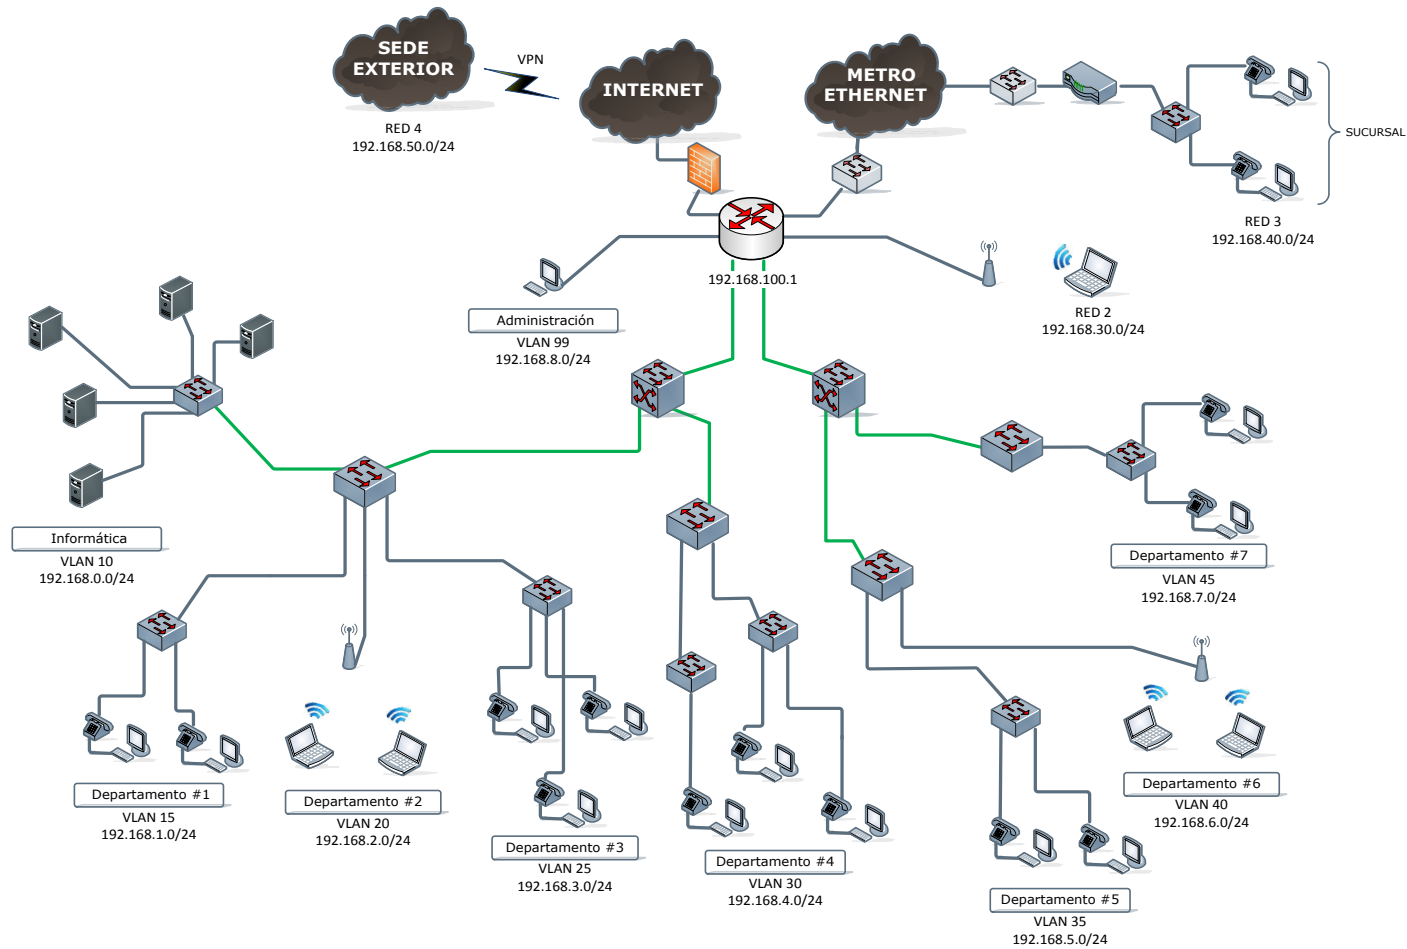 SEDE
EXTERIOR
VPN
INTERNET
METRO
ETHERNET
RED 4
192.168.50.0/24
SUCURSAL
RED 3
192.168.40.0/24
192.168.100.1
Administración
VLAN 99
192.168.8.0/24
RED 2
192.168.30.0/24
Informática
VLAN 10
192.168.0.0/24
Departamento #7
VLAN 45
192.168.7.0/24
Departamento #1
VLAN 15
192.168.1.0/24
Departamento #2
VLAN 20
192.168.2.0/24
Departamento #3
VLAN 25
192.168.3.0/24
Departamento #4
VLAN 30
192.168.4.0/24
Departamento #5
VLAN 35
192.168.5.0/24
Departamento #6
VLAN 40
192.168.6.0/24